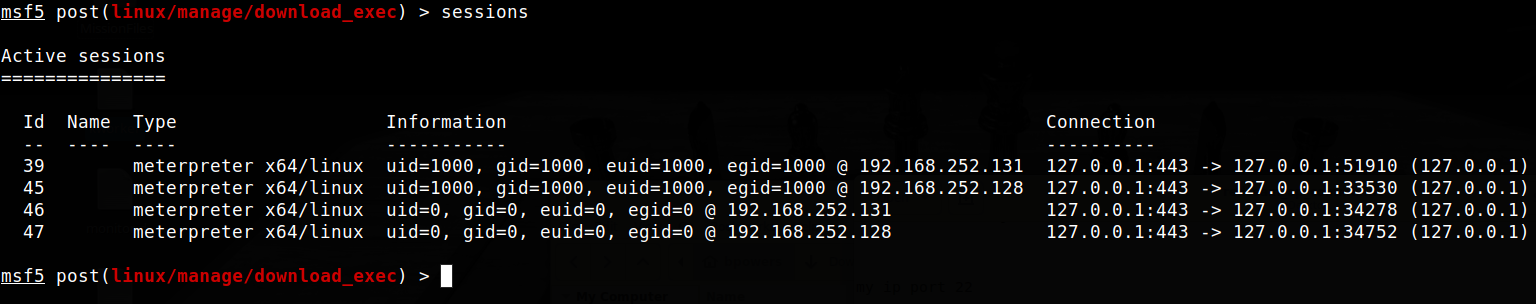 msf5 post(linux/manage/download_exec) > sessions
Active sessions
===============
Id Name Type Information Connection
-- ---- ---- ----------- ----------
39 meterpreter x64/linux uid=1000, gid=1000, euid=1000, egid=1000 @ 192.168.252.131 127.0.0.1:443 -> 127.0.0.1:51910 (127.0.0.1)
45 meterpreter x64/linux uid=1000, gid=1000, euid=1000, egid=1000 @ 192.168.252.128 127.0.0.1:443 -> 127.0.0.1:33530 (127.0.0.1)
46 meterpreter x64/linux uid=0, gid=0, euid=0, egid=0 @ 192.168.252.131 127.0.0.1:443 -> 127.0.0.1:34278 (127.0.0.1)
47 meterpreter x64/linux uid=0, gid=0, euid=0, egid=0 @ 192.168.252.128 127.0.0.1:443 -> 127.0.0.1:34752 (127.0.0.1)
msf5 post(linux/manage/download_exec) >
My Computer